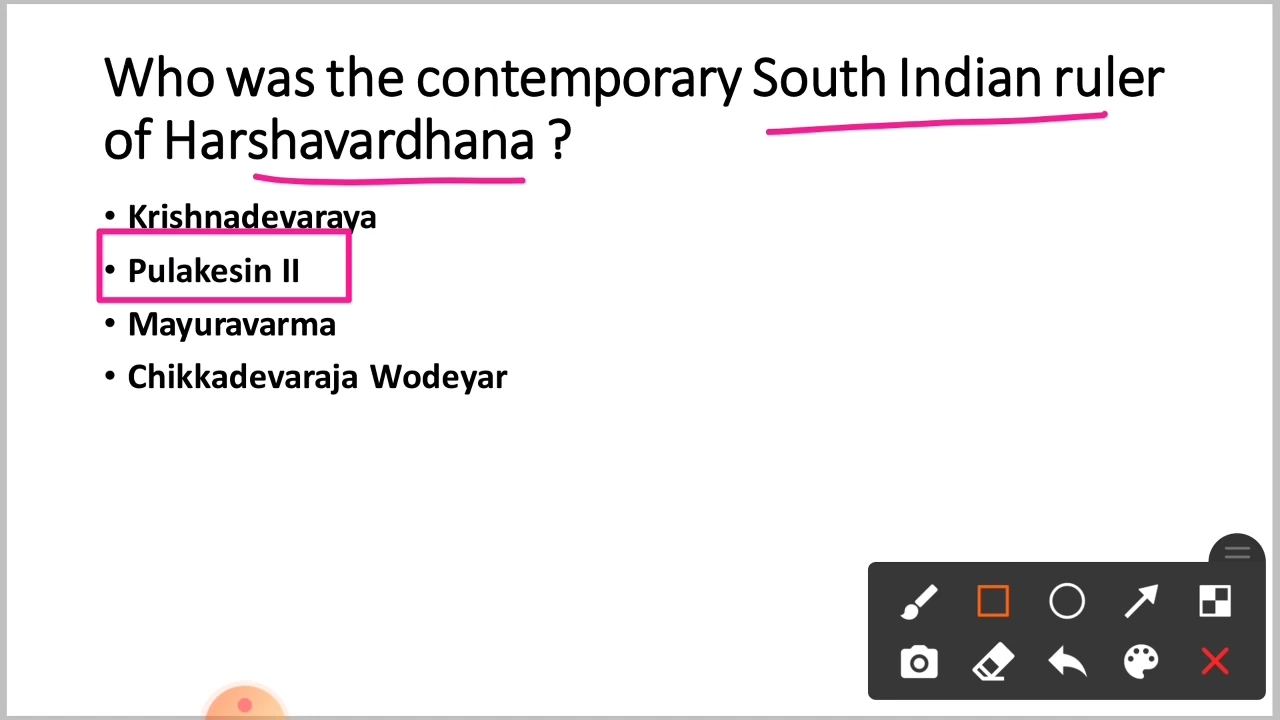 Who was the contemporary South Indian ruler
of Harshavardhana ?
• Krishnadevaraya
• Pulakesin II
• Mayuravarma
• Chikkadevaraja Wodeyar